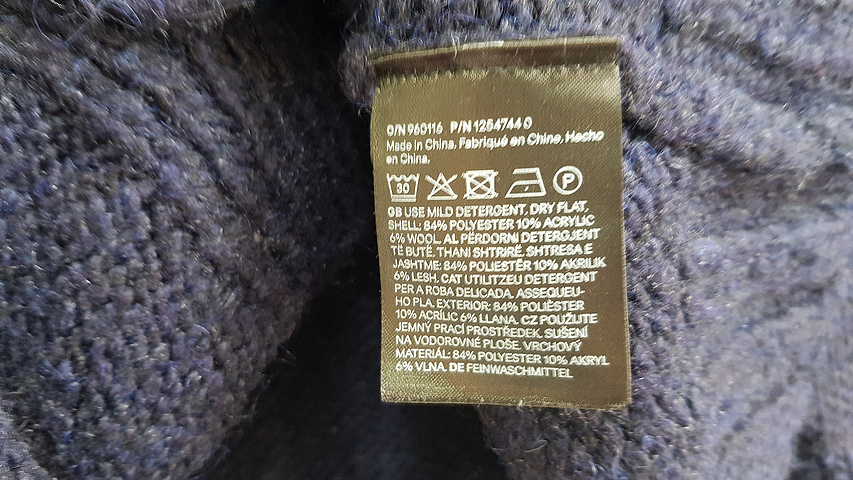 O/N 960116 P/N 1254744 0
Made in China, Fabriqué en Chine, Hecho
en China.
30 P
GB USE MILD DETERGENT. DRY FLAT.
SHELL: 84% POLYESTER 10% ACRYLIC
6% WOOL. AL PËRDORNI DETERGJENT
TË BUTË. THANI SHTRIRË. SHTRESA E
JASHTME: 84% POLIESTËR 10% AKRILIK
6% LESH. CAT UTILITZEU DETERGENT
PER A ROBA DELICADA. ASSEQUEU-
HO PLA. EXTERIOR: 84% POLIÈSTER
10% ACRÍLIC 6% LLANA. CZ POUŽIJTE
JEMNÝ PRACÍ PROSTŘEDEK. SUŠENÍ
NA VODOROVNÉ PLOŠE. VRCHOVÝ
MATERIÁL: 84% POLYESTER 10% AKRYL
6% VLNA. DE FEINWASCHMITTEL